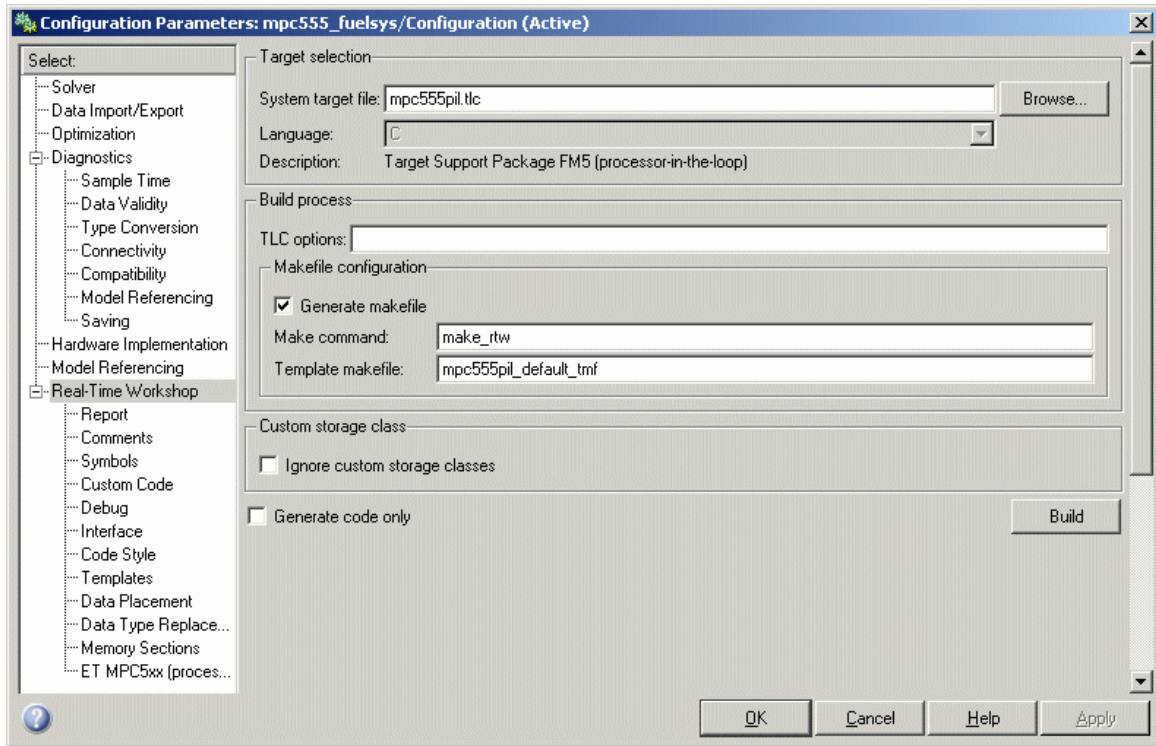 Configuration Parameters: mpc555_fuelsys/Configuration (Active)
Select:
Solver
Data Import/Export
Optimization
Diagnostics
Sample Time
Data Validity
Type Conversion
Connectivity
Compatibility
Model Referencing
Saving
Hardware Implementation
Model Referencing
Real-Time Workshop
Report
Comments
Symbols
Custom Code
Debug
Interface
Code Style
Templates
Data Placement
Data Type Replace...
Memory Sections
ET MPC5xx (proces...
Target selection
System target file: mpc555pil.tlc Browse...
Language: C
Description: Target Support Package FM5 (processor-in-the-loop)
Build process
TLC options:
Makefile configuration
Generate makefile
Make command: make_rtw
Template makefile: mpc555pil_default_tmf
Custom storage class
Ignore custom storage classes
Generate code only Build
OK Cancel Help Apply